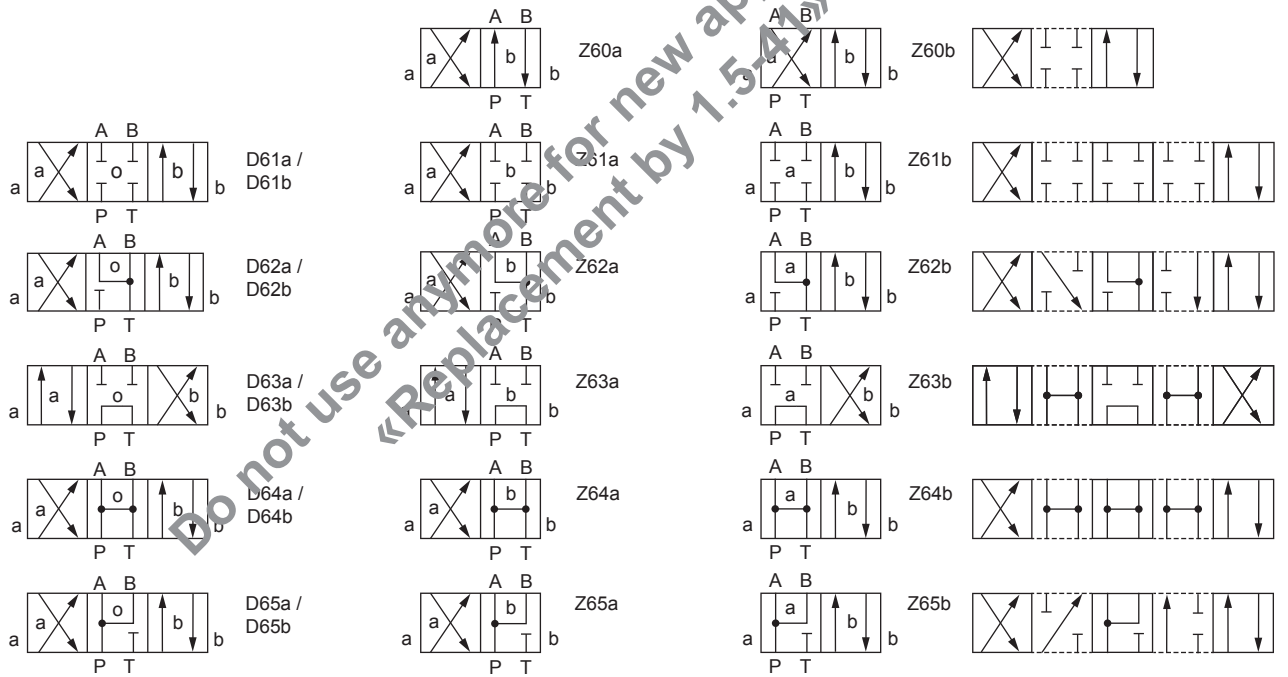 A B
A B
a a b b Z60a
a a b b Z60b
P T
P T
A B
A B
A B
a a o b b D61a /
D61b
a a b b Z61a
a b b Z61b
P T
P T
P T
A B
A B
A B
a a o b b D62a /
D62b
a a b b Z62a
a b b Z62b
P T
P T
P T
A B
A B
A B
a o b b D63a /
D63b
a a b b Z63a
a b b Z63b
P T
P T
P T
A B
A B
A B
a a o b b D64a /
D64b
a a b b Z64a
a b b Z64b
P T
P T
P T
A B
A B
A B
a a o b b D65a /
D65b
a a b b Z65a
a b b Z65b
P T
P T
P T
Do not use anymore for new
«Replacement by 1.5-41»